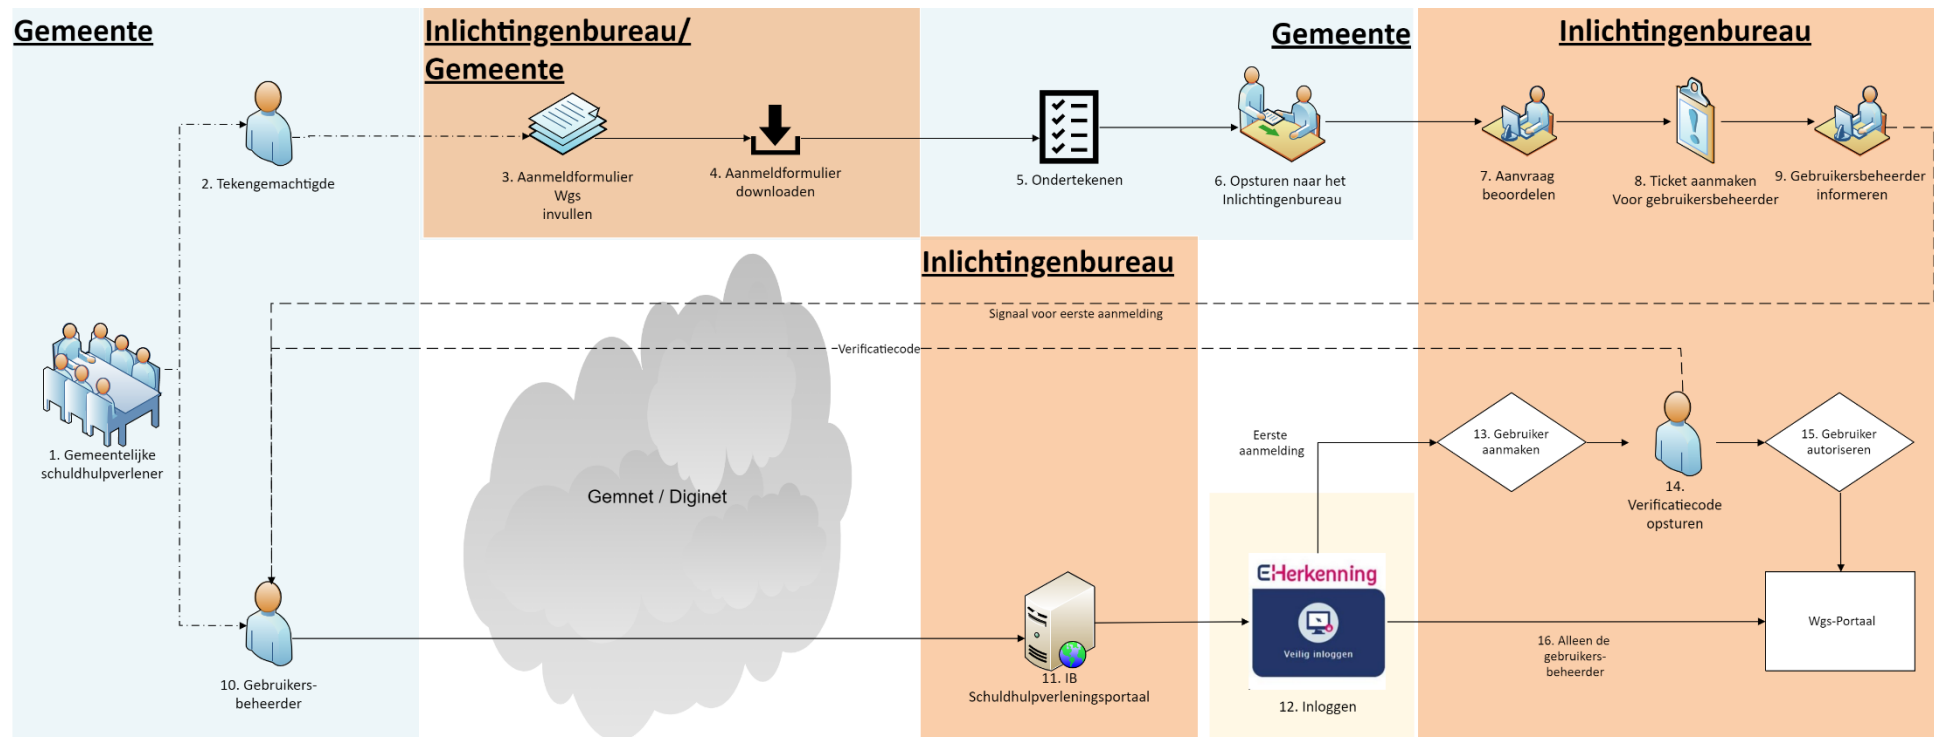 Gemeente
Inlichtingenbureau/
Gemeente
Gemeente
Inlichtingenbureau
2. Tekengemachtigde
3. Aanmeldformulier
Wgs
invullen
4. Aanmeldformulier
downloaden
5. Ondertekenen
6. Opsturen naar het
Inlichtingenbureau
7. Aanvraag
beoordelen
8. Ticket aanmaken
Voor gebruikersbeheerder
9. Gebruikersbeheerder
informeren
Inlichtingenbureau
Signaal voor eerste aanmelding
Verificatiecode
1. Gemeentelijke
schuldhulpverlener
Gemnet / Diginet
Eerste
aanmelding
13. Gebruiker
aanmaken
14.
Verificatiecode
opsturen
15. Gebruiker
autoriseren
10. Gebruikers-
beheerder
11. IB
Schuldhulpverleningsportaal
eHerkenning
Veilig inloggen
12. Inloggen
16. Alleen de
gebruikers-
beheerder
Wgs-Portaal